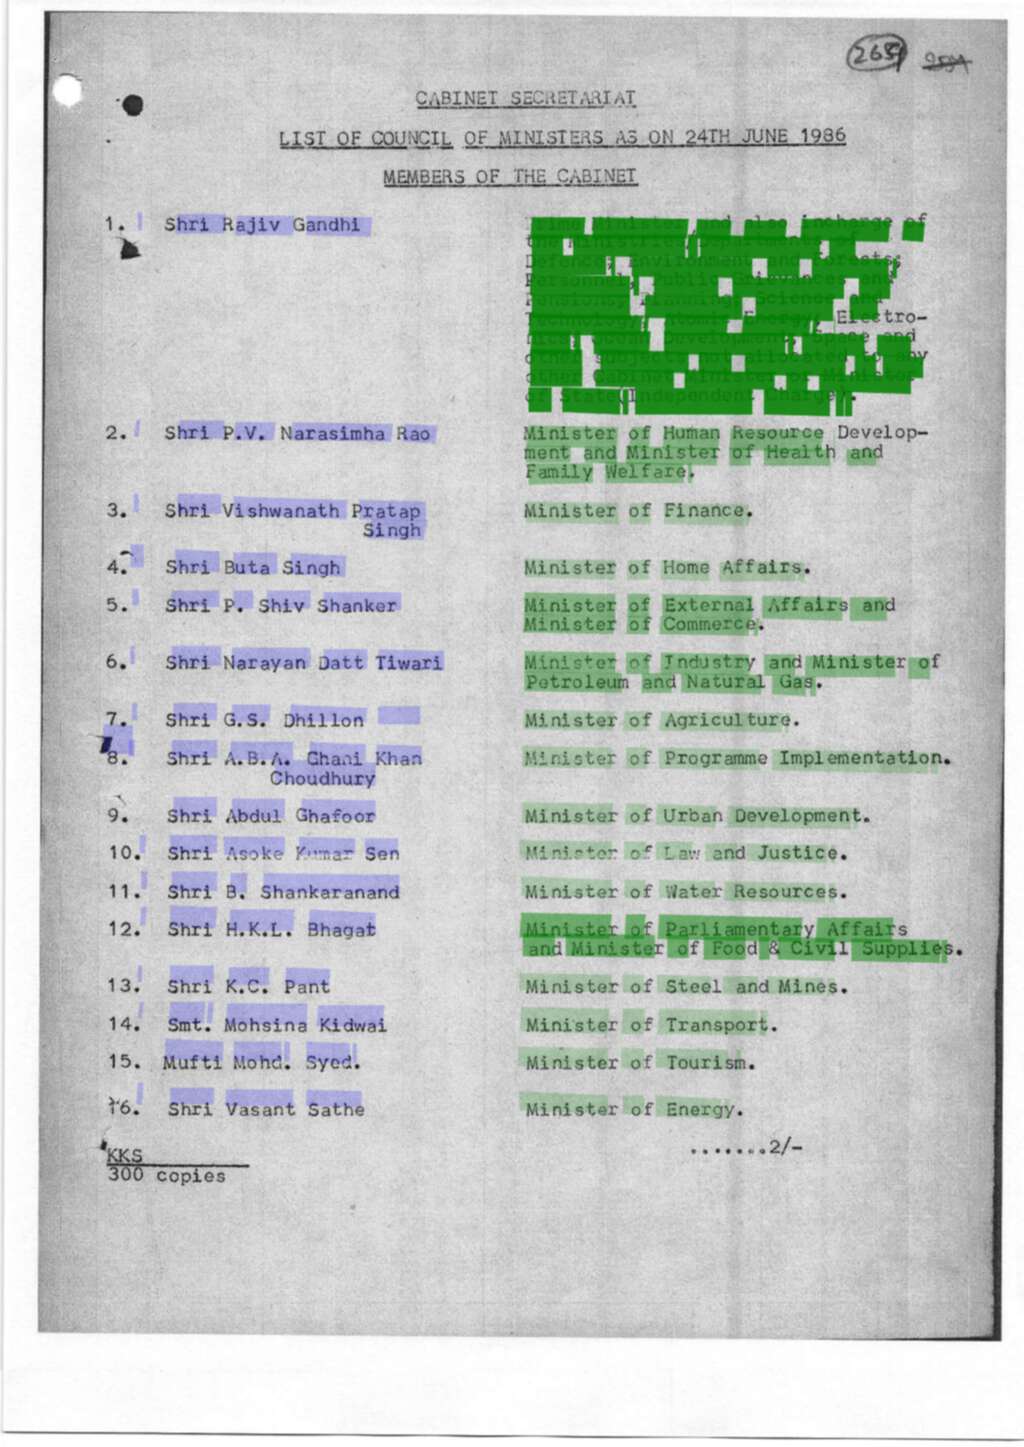 2659
CABINET SECRETARIAT
LIST OF COUNCIL OF MINISTERS AS ON 24TH JUNE 1986
MEMBERS OF THE CABINET
1. Shri Rajiv Gandhi Prime Minister and also incharge of
the Ministries/Departments of
Defence; Environment and Forests;
Personnel, Public Grievances and
Pensions; Planning; Science and
Technology; Atomic Energy; Electro-
nics; Ocean Development; Space and
other subjects not allocated to any
other Cabinet Minister or Minister
of State(Independent Charge).
2. Shri P.V. Narasimha Rao Minister of Human Resource Develop-
ment and Minister of Health and
Family Welfare.
3. Shri Vishwanath Pratap Minister of Finance.
Singh
4. Shri Buta Singh Minister of Home Affairs.
5. Shri P. Shiv Shanker Minister of External Affairs and
Minister of Commerce.
6. Shri Narayan Datt Tiwari Minister of Industry and Minister of
Petroleum and Natural Gas.
7. Shri G.S. Dhillon Minister of Agriculture.
8. Shri A.B.A. Ghani Khan Minister of Programme Implementation.
Choudhury
9. Shri Abdul Ghafoor Minister of Urban Development.
10. Shri Asoke Kumar Sen Minister of Law and Justice.
11. Shri B. Shankaranand Minister of Water Resources.
12. Shri H.K.L. Bhagat Minister of Parliamentary Affairs
and Minister of Food & Civil Supplies.
13. Shri K.C. Pant Minister of Steel and Mines.
14. Smt. Mohsina Kidwai Minister of Transport.
15. Mufti Mohd. Syed. Minister of Tourism.
16. Shri Vasant Sathe Minister of Energy.
.......2/-
KKS
300 copies